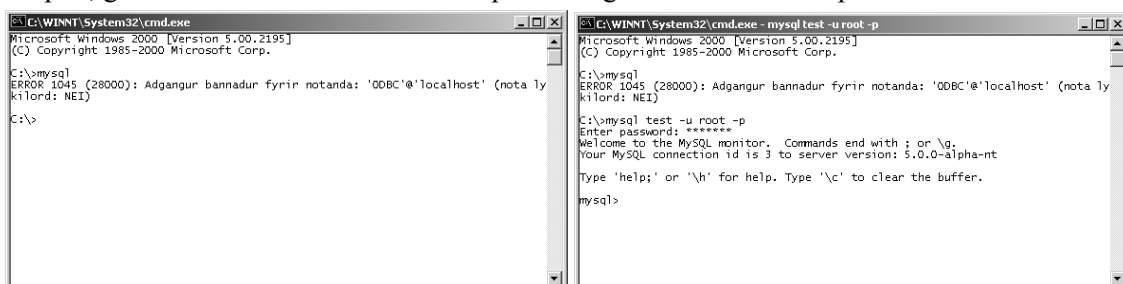 C:\WINNT\System32\cmd.exe
Microsoft Windows 2000 [Version 5.00.2195]
(C) Copyright 1985-2000 Microsoft Corp.
C:\>mysql
ERROR 1045 (28000): Adgangur bannadur fyrir notanda: 'ODBC'@'localhost' (nota ly
kilord: NEI)
C:\>
C:\WINNT\System32\cmd.exe - mysql test -u root -p
Microsoft Windows 2000 [Version 5.00.2195]
(C) Copyright 1985-2000 Microsoft Corp.
C:\>mysql
ERROR 1045 (28000): Adgangur bannadur fyrir notanda: 'ODBC'@'localhost' (nota ly
kilord: NEI)
C:\>mysql test -u root -p
Enter password: *******
Welcome to the MySQL monitor.  Commands end with ; or \g.
Your MySQL connection id is 3 to server version: 5.0.0-alpha-nt
Type 'help;' or '\h' for help. Type '\c' to clear the buffer.
mysql>